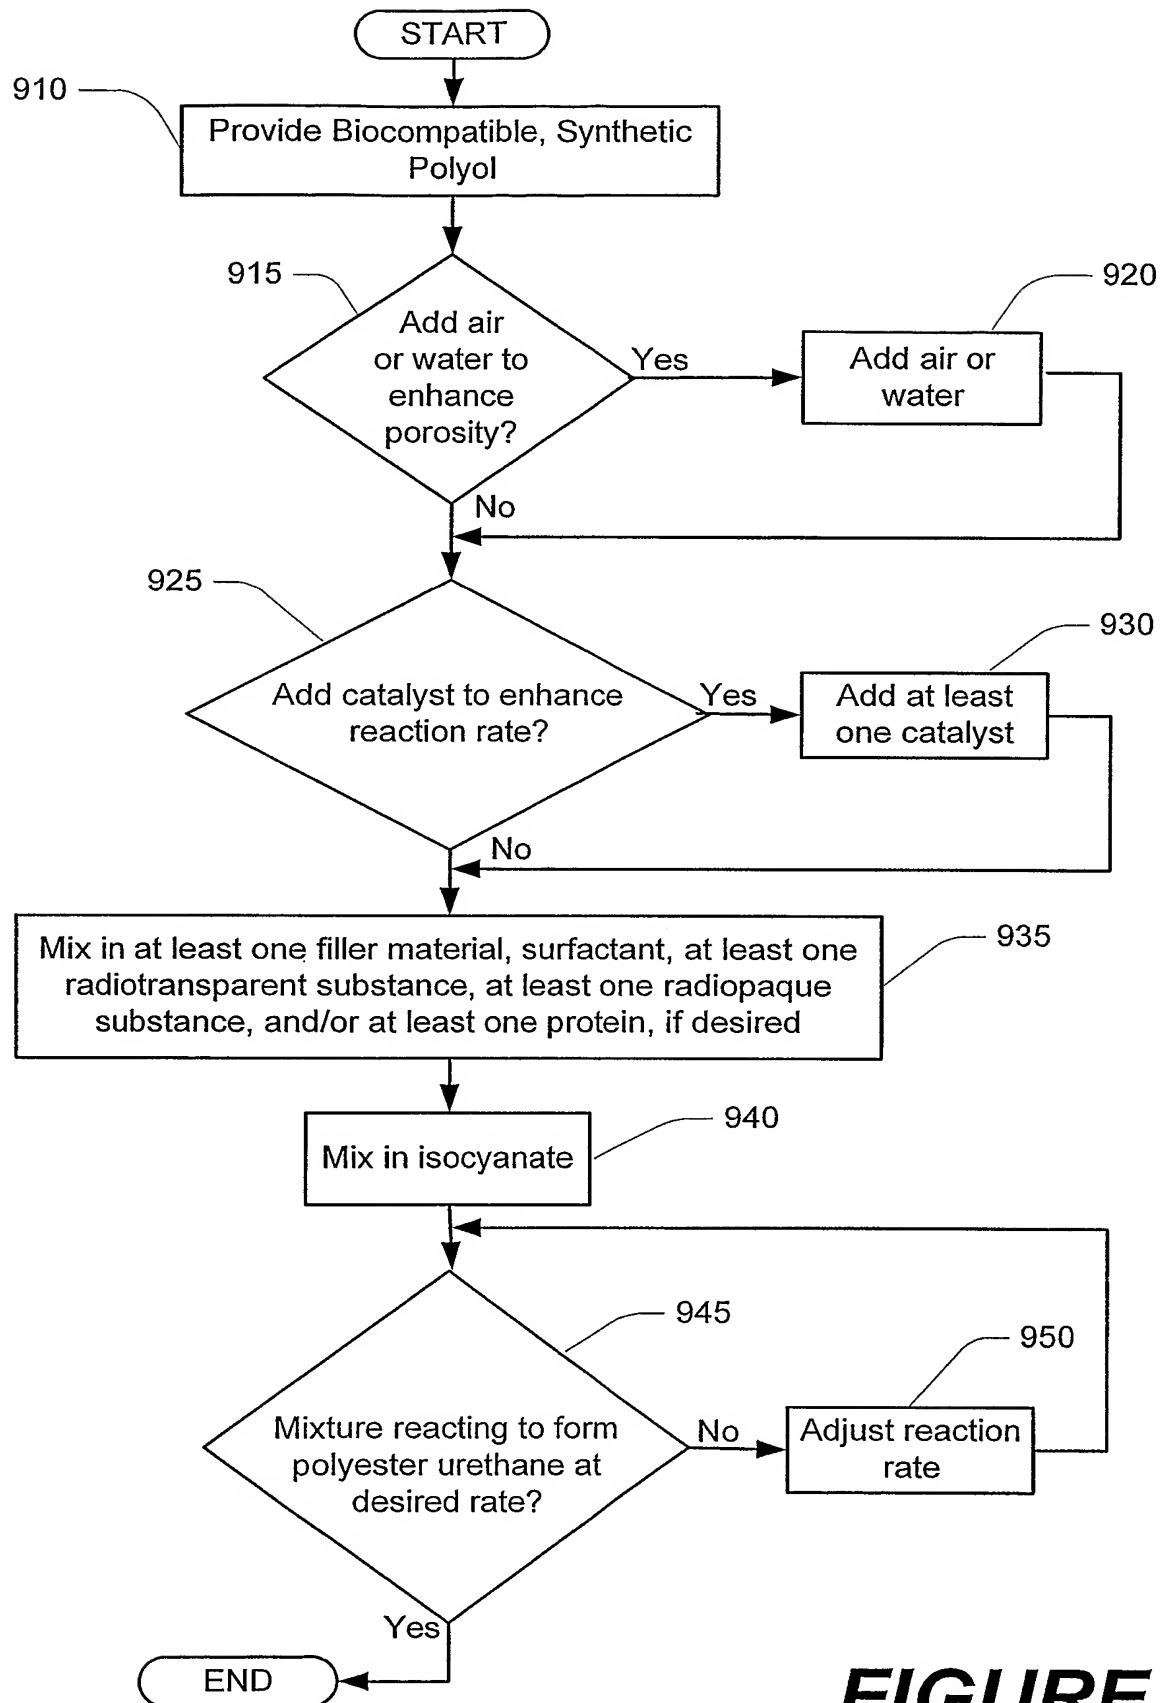 START
910
Provide Biocompatible, Synthetic
Polyol
915
Add air
or water to
enhance
porosity?
Yes
920
Add air or
water
No
925
Add catalyst to enhance
reaction rate?
Yes
930
Add at least
one catalyst
No
935
Mix in at least one filler material, surfactant, at least one
radiotransparent substance, at least one radiopaque
substance, and/or at least one protein, if desired
940
Mix in isocyanate
945
Mixture reacting to form
polyester urethane at
desired rate?
No
950
Adjust reaction
rate
Yes
END
FIGURE